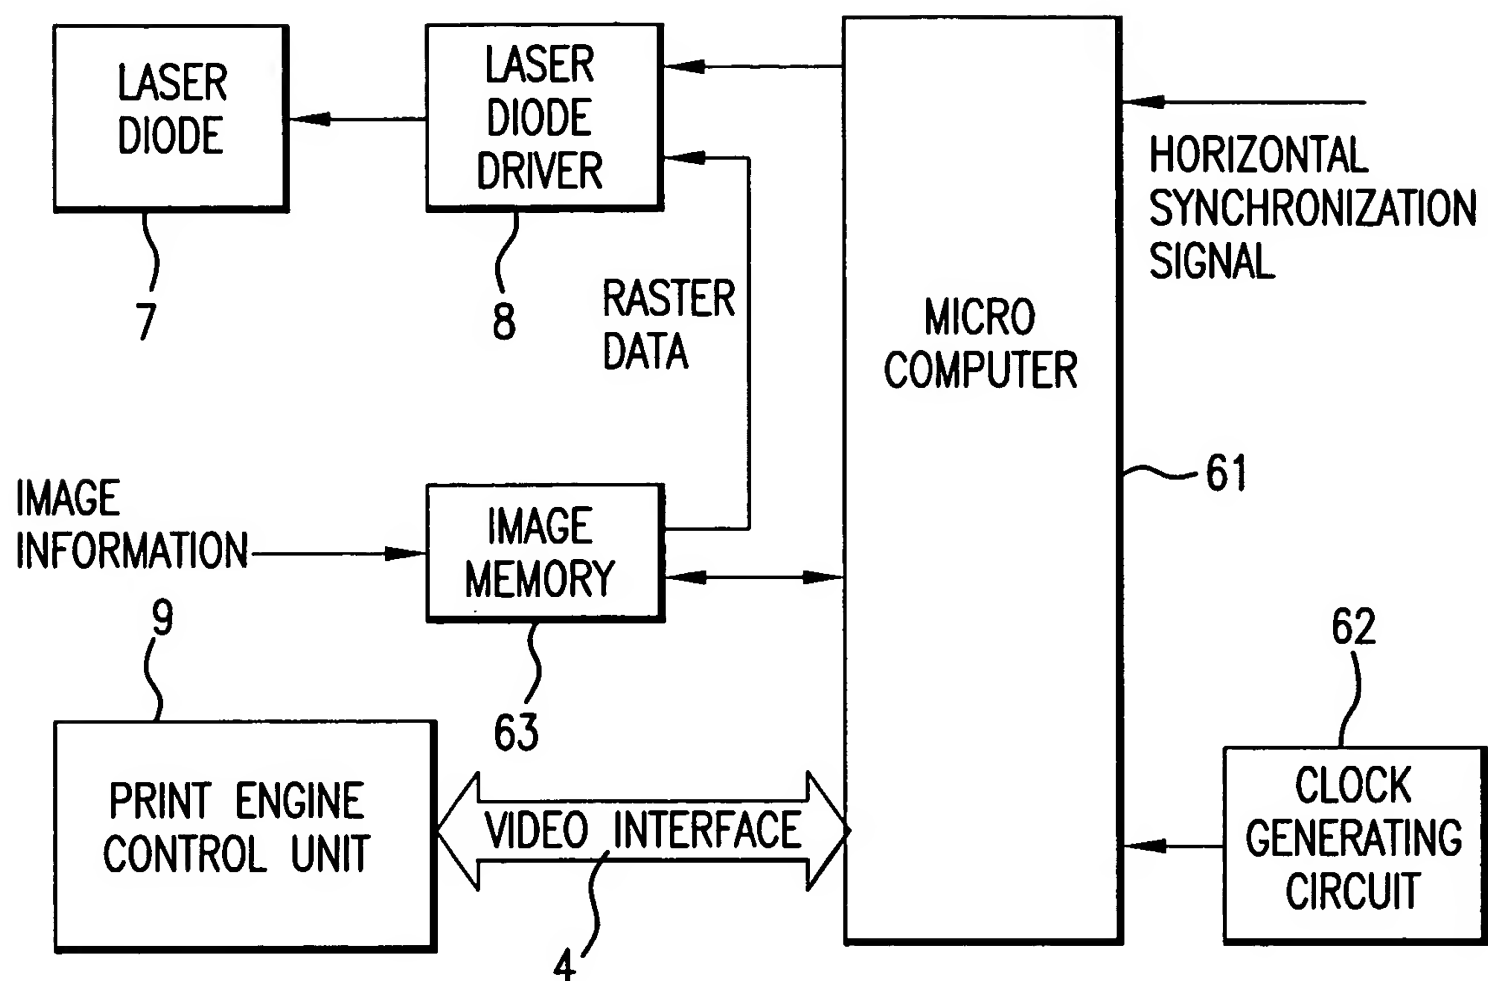 LASER
DIODE
7
LASER
DIODE
DRIVER
8
RASTER
DATA
MICRO
COMPUTER
61
HORIZONTAL
SYNCHRONIZATION
SIGNAL
IMAGE
INFORMATION
IMAGE
MEMORY
63
9
PRINT ENGINE
CONTROL UNIT
VIDEO INTERFACE
4
62
CLOCK
GENERATING
CIRCUIT